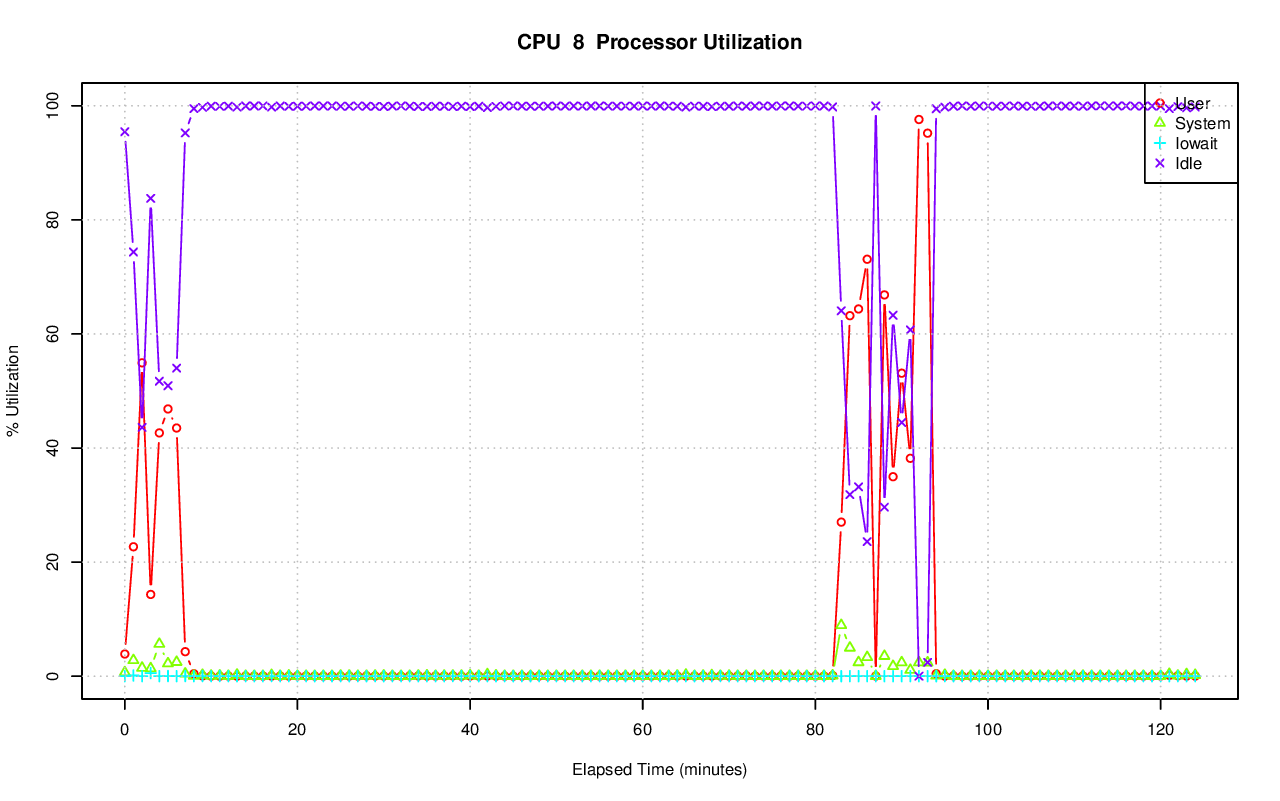 CPU 8 Processor Utilization
% Utilization
100
80
60
40
20
0
User
System
Iowait
Idle
0 20 40 60 80 100 120
Elapsed Time (minutes)